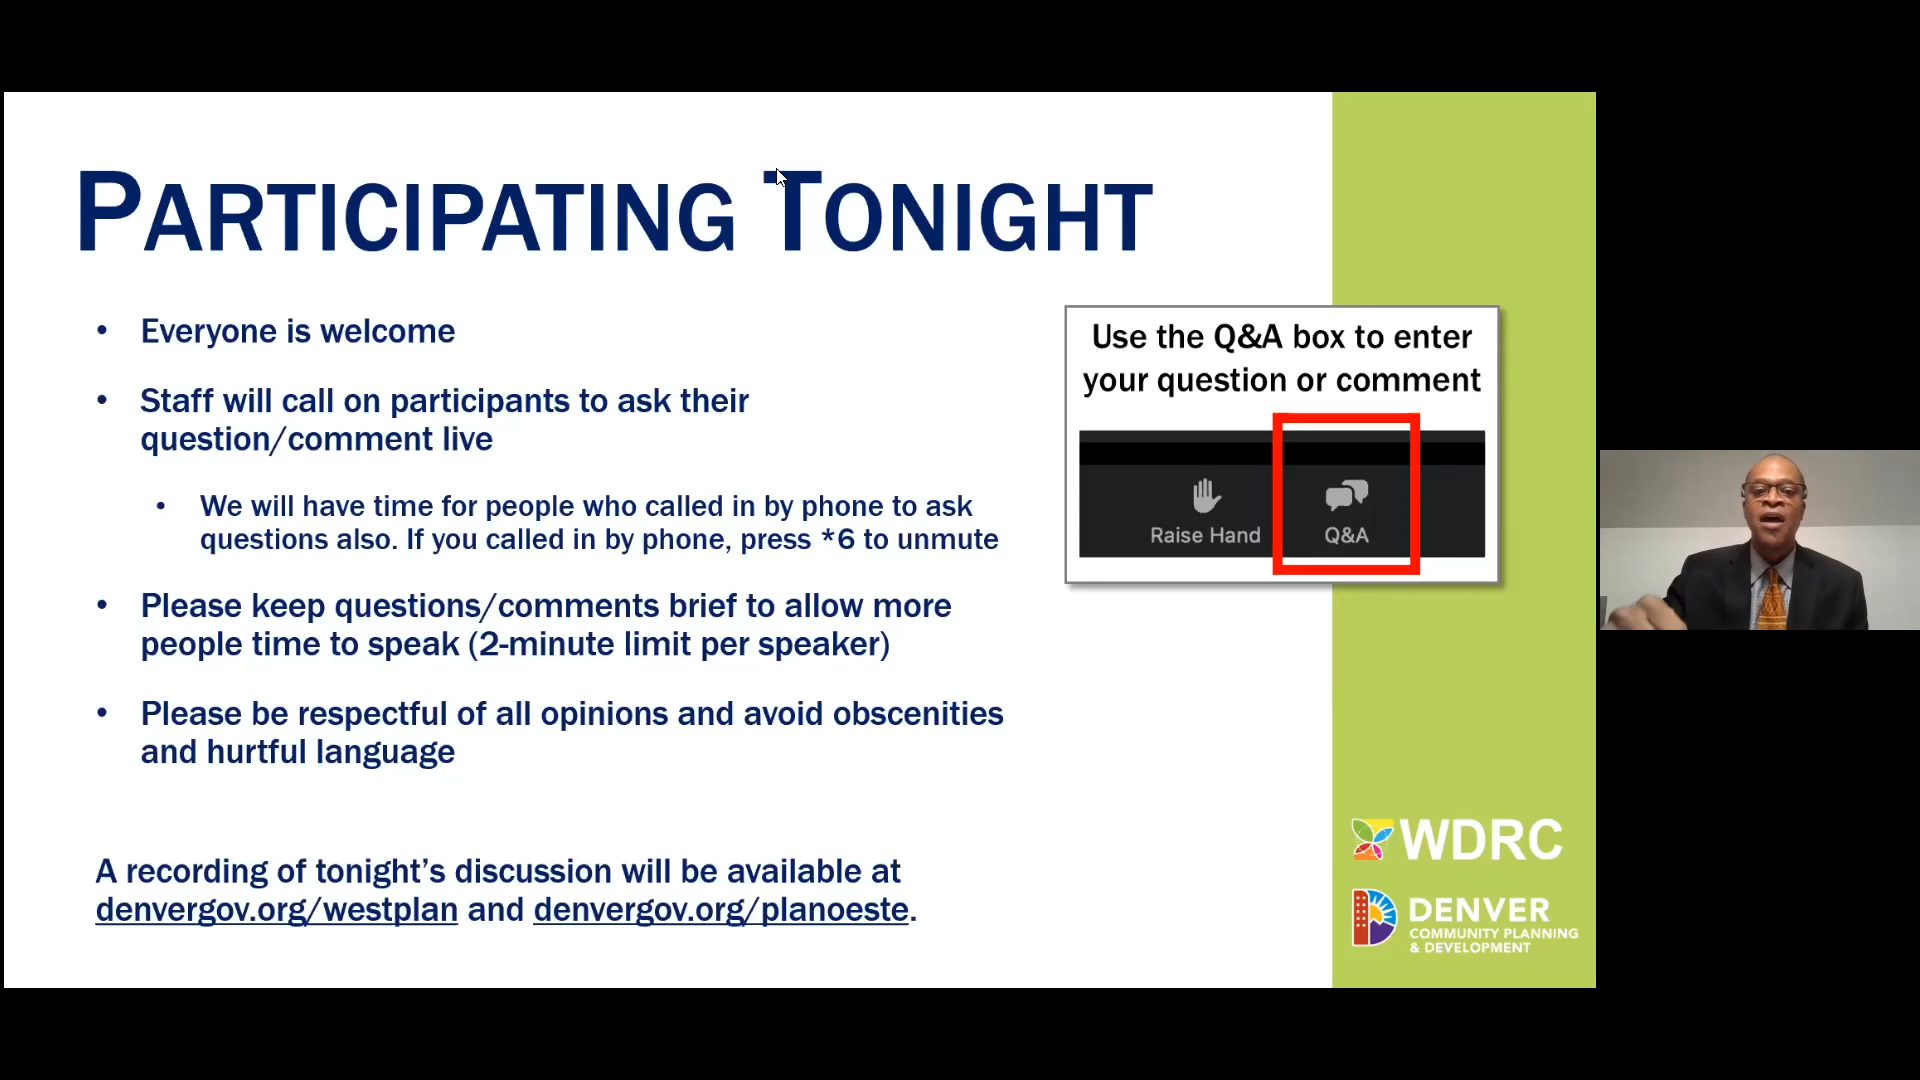 PARTICIPATING TONIGHT
• Everyone is welcome
• Staff will call on participants to ask their
question/comment live
• We will have time for people who called in by phone to ask
questions also. If you called in by phone, press *6 to unmute
• Please keep questions/comments brief to allow more
people time to speak (2-minute limit per speaker)
• Please be respectful of all opinions and avoid obscenities
and hurtful language
A recording of tonight’s discussion will be available at
denvergov.org/westplan and denvergov.org/planoeste.
Use the Q&A box to enter
your question or comment
Raise Hand
Q&A
WDRC
DENVER
COMMUNITY PLANNING
& DEVELOPMENT